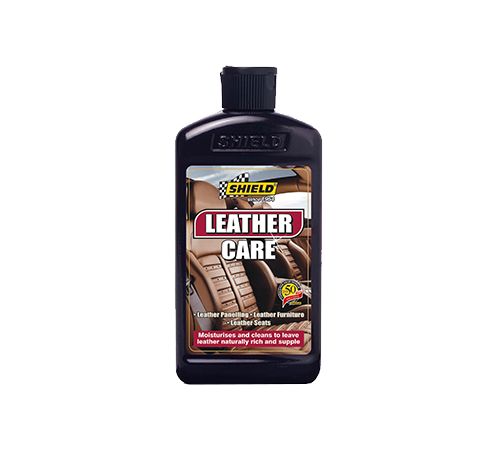 SHIELD
SHIELD
since 1964
LEATHER
CARE
50
• Leather Panelling • Leather Furniture
• Leather Seats
Moisturises and cleans to leave
leather naturally rich and supple